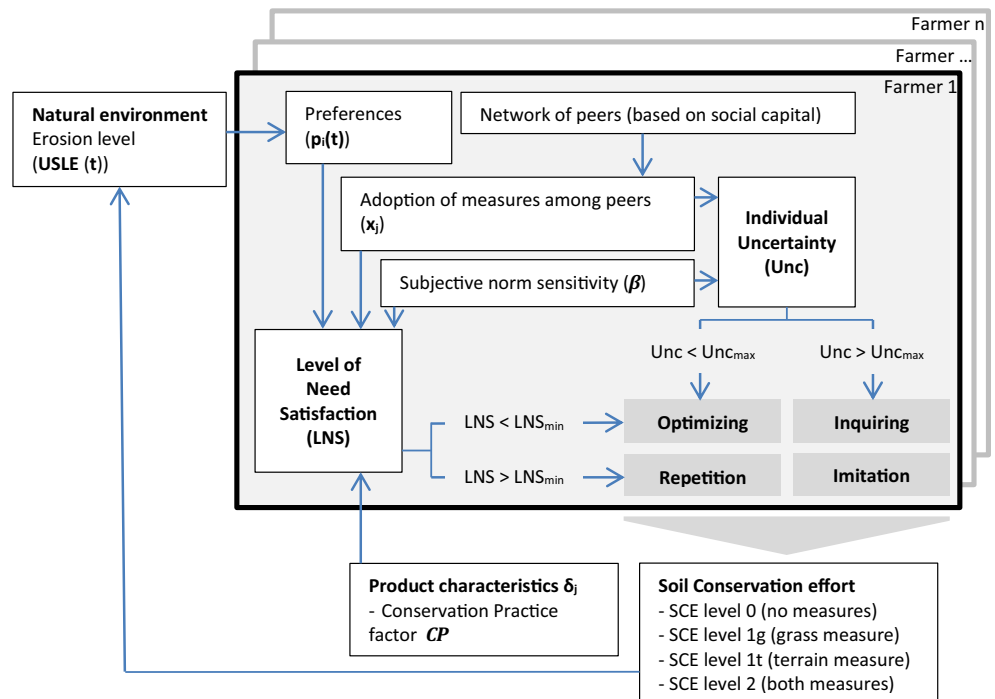 Farmer n
Farmer ...
Farmer 1
Natural environment
Erosion level
(USLE (t))
Preferences
(pᵢ(t))
Network of peers (based on social capital)
Adoption of measures among peers
(xⱼ)
Individual
Uncertainty
(Unc)
Subjective norm sensitivity (β)
Level of
Need
Satisfaction
(LNS)
Unc < Uncmax
Unc > Uncmax
LNS < LNSmin
Optimizing
Inquiring
LNS > LNSmin
Repetition
Imitation
Product characteristics δⱼ
- Conservation Practice
factor CP
Soil Conservation effort
- SCE level 0 (no measures)
- SCE level 1g (grass measure)
- SCE level 1t (terrain measure)
- SCE level 2 (both measures)